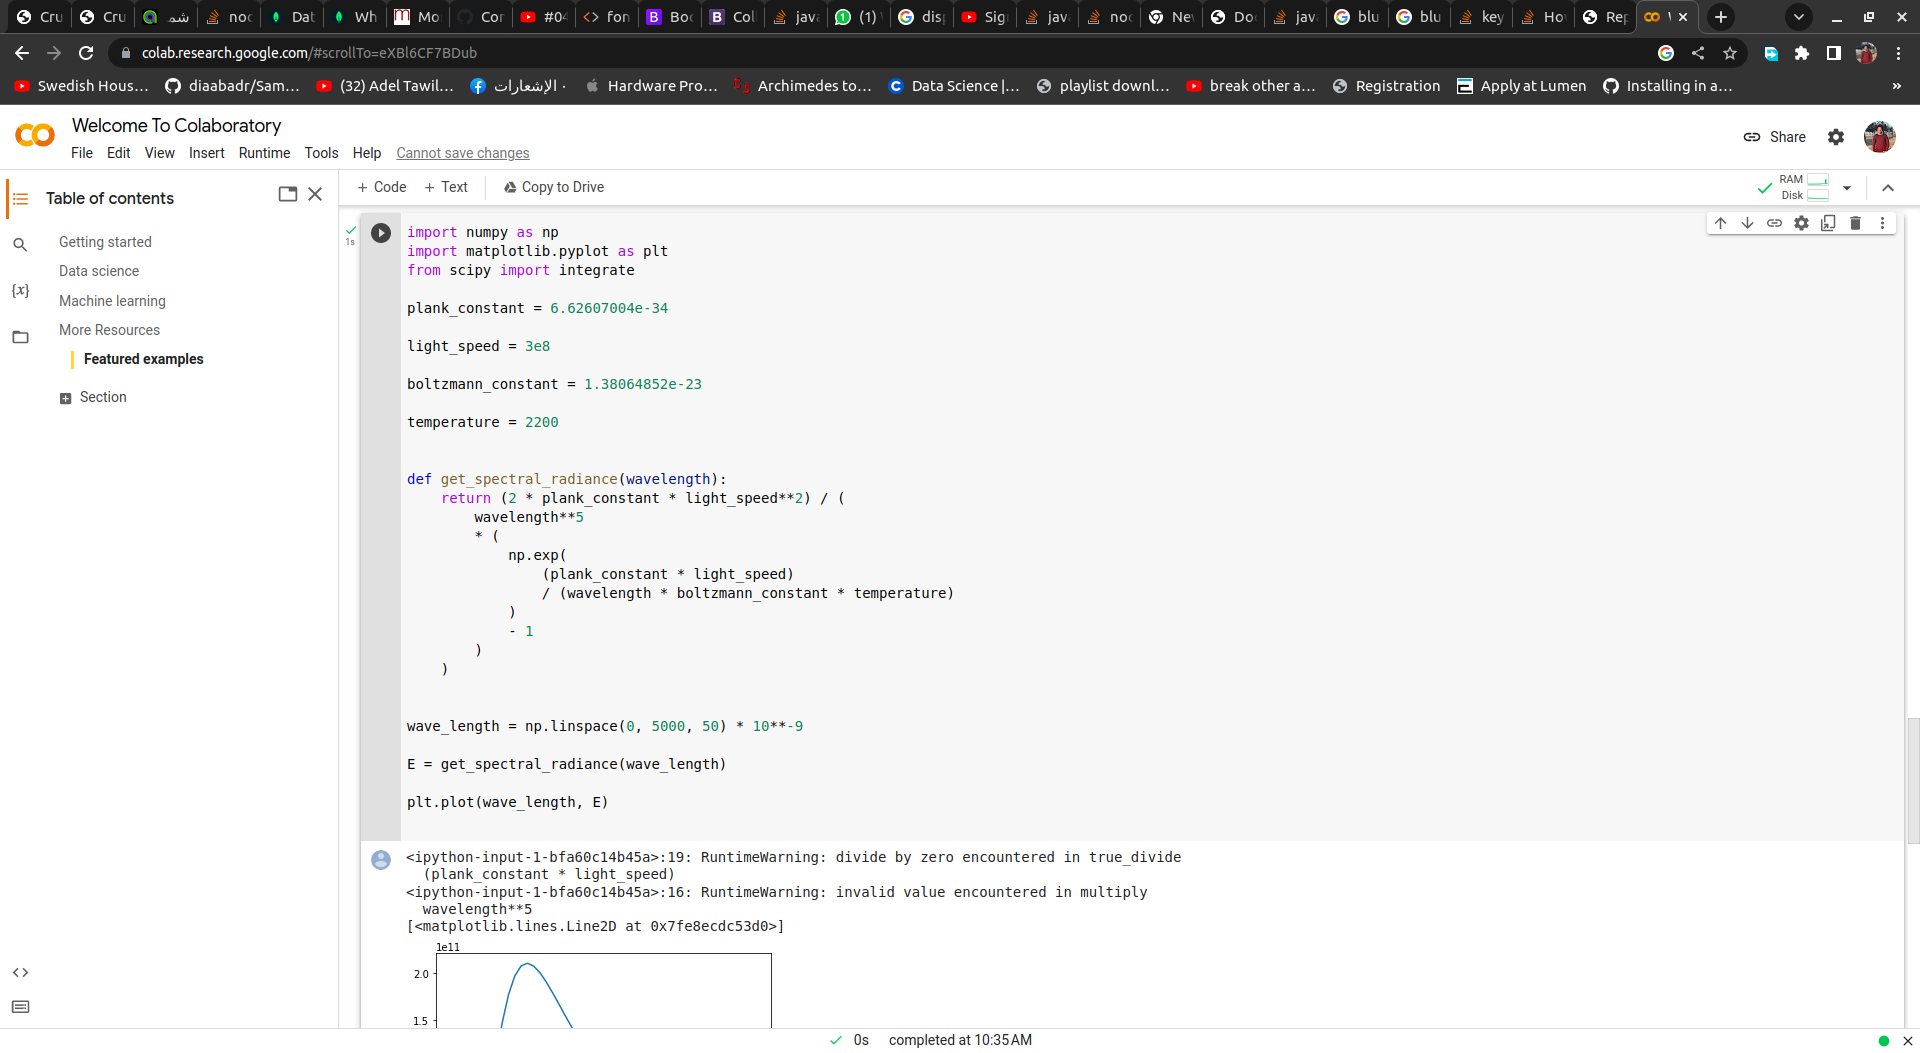 Cru
Cru
شم
noc
Dat
Wh
Mo
Cor
#04
fon
Boo
Col
java
(1)
disp
Sig
java
noc
Nev
Do
java
blu
blu
key
Ho
Rep
colab.research.google.com/#scrollTo=eXBl6CF7BDub
Swedish Hous...
diaabadr/Sam...
(32) Adel Tawil...
الإشعارات ·
Hardware Pro...
Archimedes to...
Data Science |...
playlist downl...
break other a...
Registration
Apply at Lumen
Installing in a...
»
Welcome To Colaboratory
File Edit View Insert Runtime Tools Help Cannot save changes
Share
Table of contents
+ Code + Text Copy to Drive
RAM
Disk
Getting started
Data science
Machine learning
More Resources
Featured examples
Section
{x}
1s
import numpy as np
import matplotlib.pyplot as plt
from scipy import integrate
plank_constant = 6.62607004e-34
light_speed = 3e8
boltzmann_constant = 1.38064852e-23
temperature = 2200
def get_spectral_radiance(wavelength):
return (2 * plank_constant * light_speed**2) / (
wavelength**5
* (
np.exp(
(plank_constant * light_speed)
/ (wavelength * boltzmann_constant * temperature)
)
- 1
)
)
wave_length = np.linspace(0, 5000, 50) * 10**-9
E = get_spectral_radiance(wave_length)
plt.plot(wave_length, E)
<ipython-input-1-bfa60c14b45a>:19: RuntimeWarning: divide by zero encountered in true_divide
(plank_constant * light_speed)
<ipython-input-1-bfa60c14b45a>:16: RuntimeWarning: invalid value encountered in multiply
wavelength**5
[<matplotlib.lines.Line2D at 0x7fe8ecdc53d0>]
1e11
2.0
1.5
0s completed at 10:35 AM